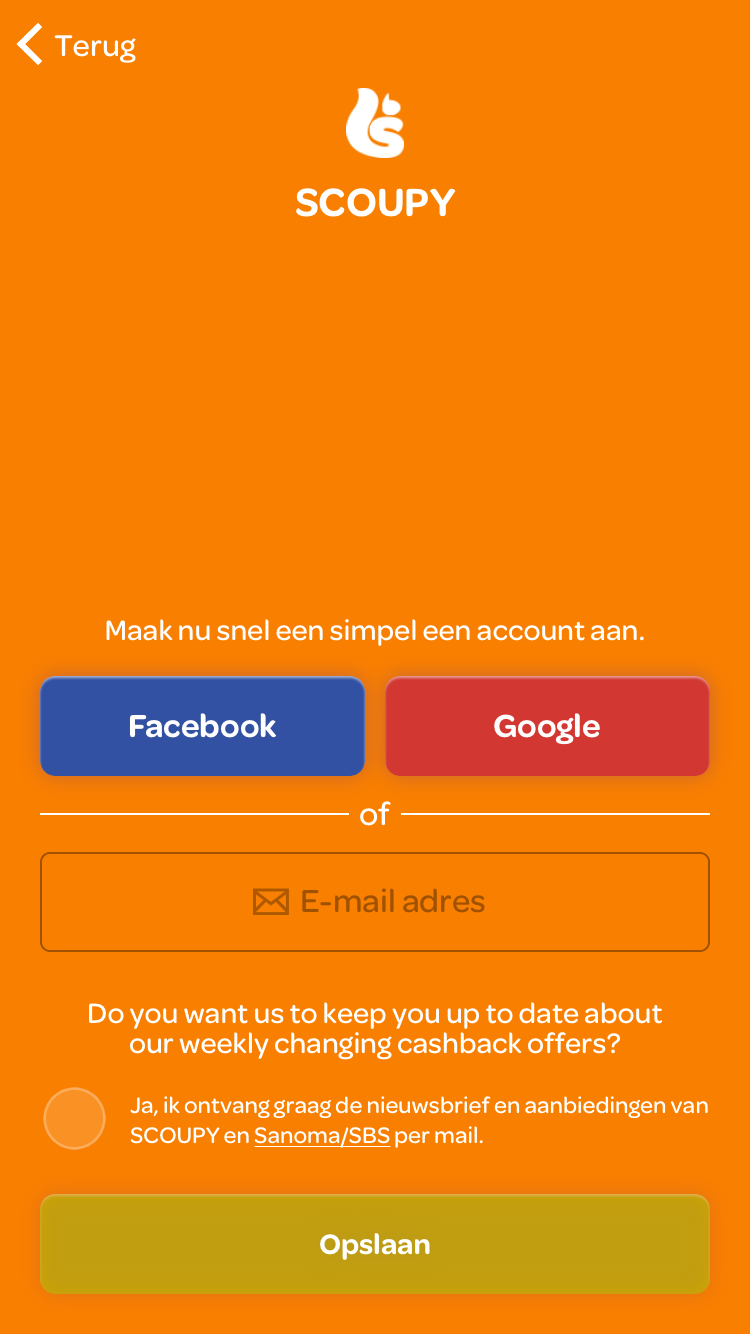 Terug
SCOUPY
Maak nu snel een simpel een account aan.
Facebook
Google
of
E-mail adres
Do you want us to keep you up to date about
our weekly changing cashback offers?
Ja, ik ontvang graag de nieuwsbrief en aanbiedingen van
SCOUPY en Sanoma/SBS per mail.
Opslaan